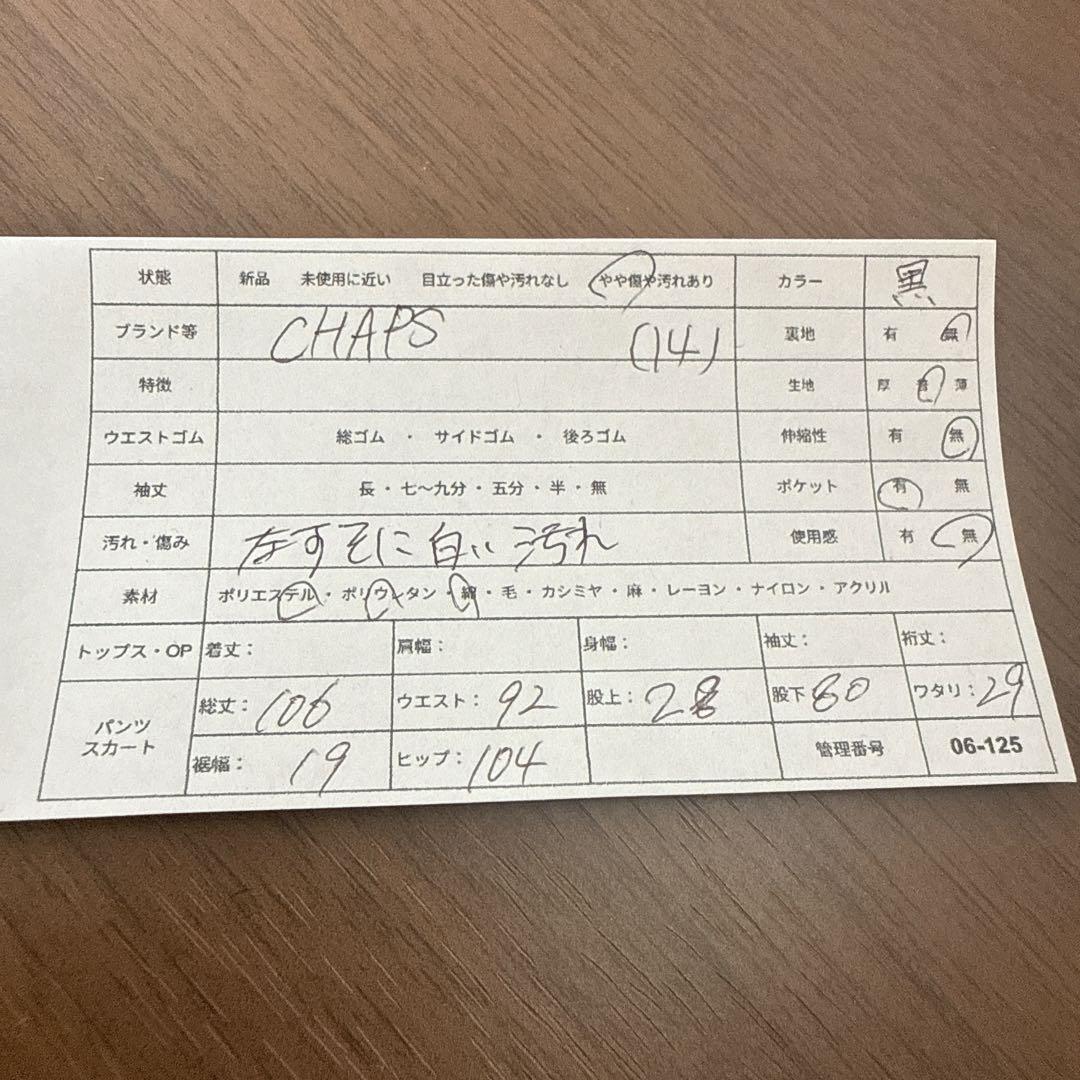 状態 新品 未使用に近い 目立った傷や汚れなし やや傷や汚れあり カラー 黒
ブランド等 CHAPS (14) 裏地 有 無
特徴 生地 厚 普 薄
ウエストゴム 総ゴム ・ サイドゴム ・ 後ろゴム 伸縮性 有 無
袖丈 長・七〜九分・五分・半・無 ポケット 有 無
汚れ・傷み 左すそに白い汚れ 使用感 有 無
素材 ポリエステル・ポリウレタン・綿・毛・カシミヤ・麻・レーヨン・ナイロン・アクリル
トップス・OP 着丈： 肩幅： 身幅： 袖丈： 裄丈：
パンツ スカート 総丈：106 ウエスト：92 股上：28 股下80 ワタリ：29
裾幅：19 ヒップ：104 管理番号 06-125